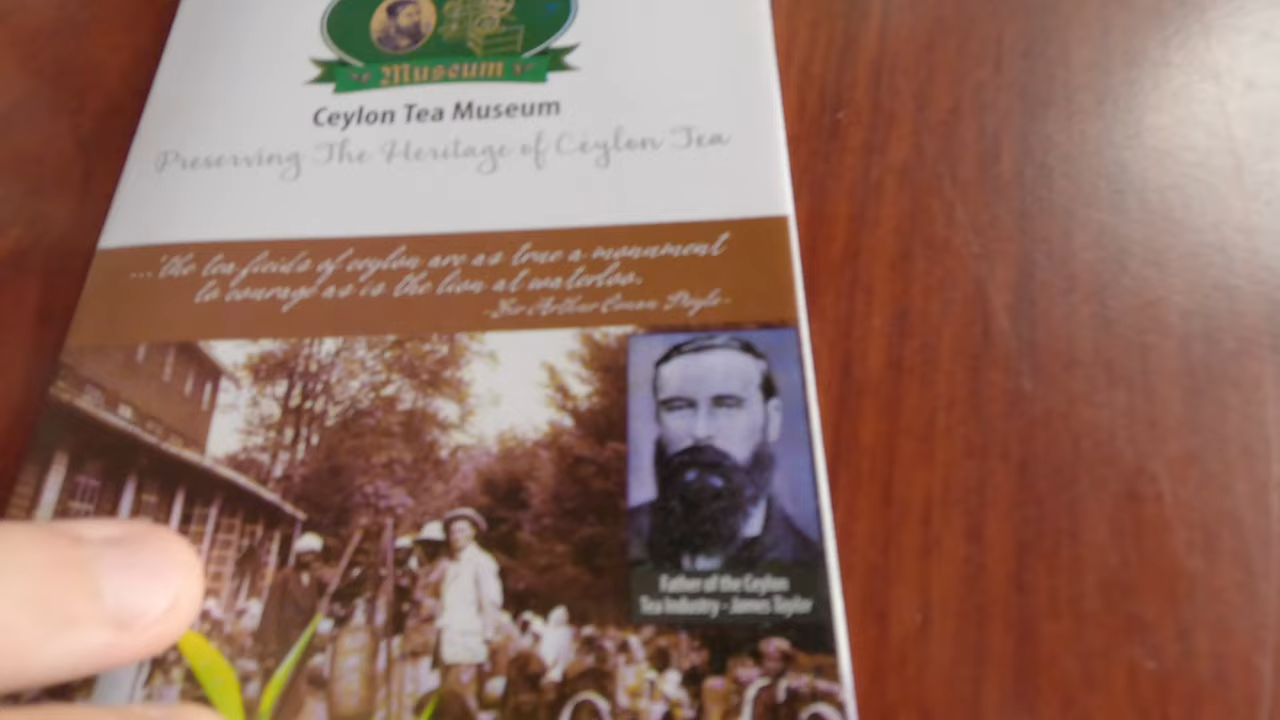 Museum
Ceylon Tea Museum
Preserving The Heritage of Ceylon Tea
...'the tea fields of ceylon are as true a monument
to courage as is the lion at waterloo.
-Sir Arthur Conan Doyle-
Father of the Ceylon
Tea Industry - James Taylor